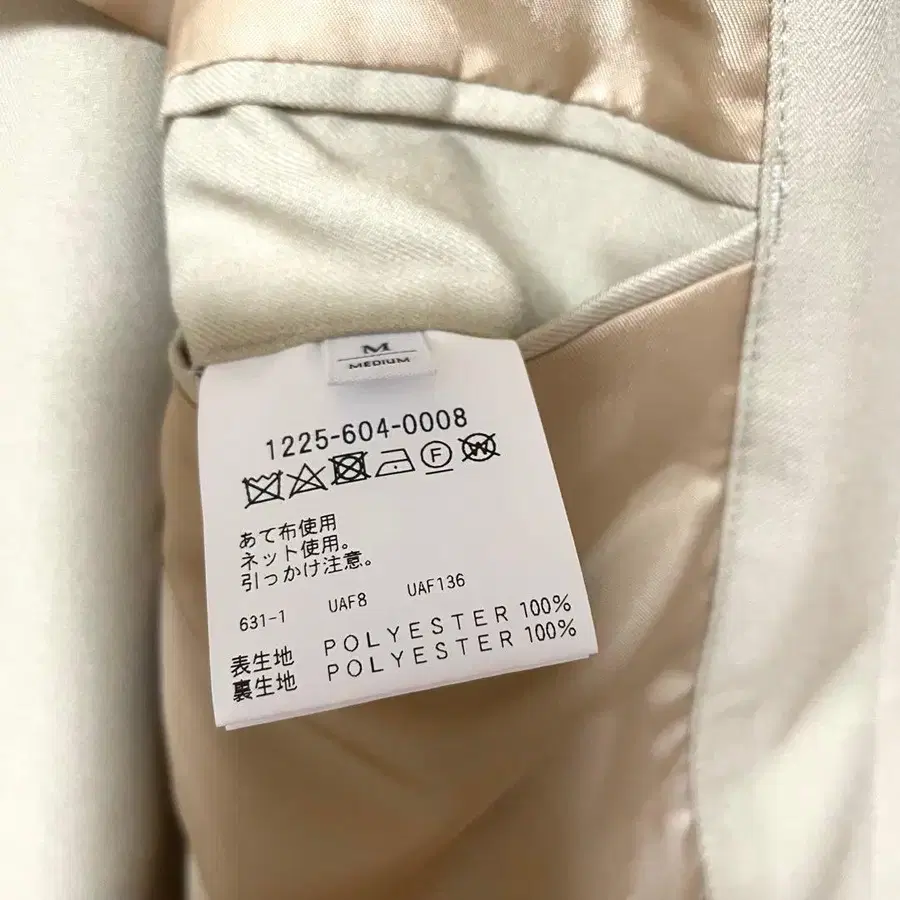 M
MEDIUM
1225-604-0008
F W
あて布使用
ネット使用。
引っかけ注意。
631-1 UAF8 UAF136
表生地 POLYESTER 100%
裏生地 POLYESTER 100%